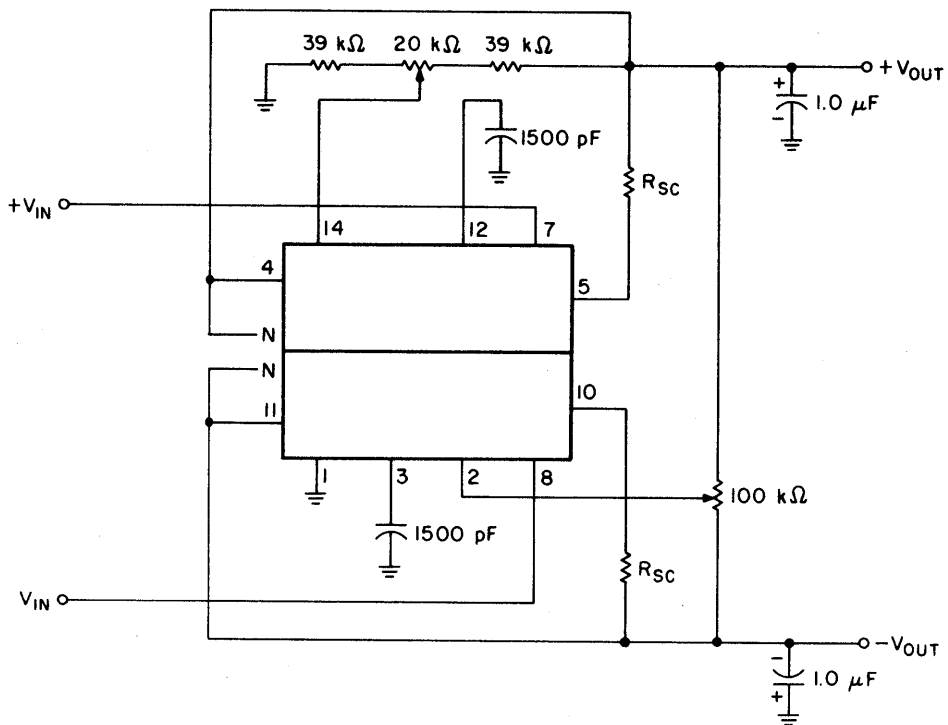 39 kΩ 20 kΩ 39 kΩ
+VOUT
+
1.0 μF
−
1500 pF
RSC
+VIN
14 12 7
4
5
N
N
10
11
1 3 2 8
100 kΩ
1500 pF
RSC
VIN
−VOUT
−
1.0 μF
+